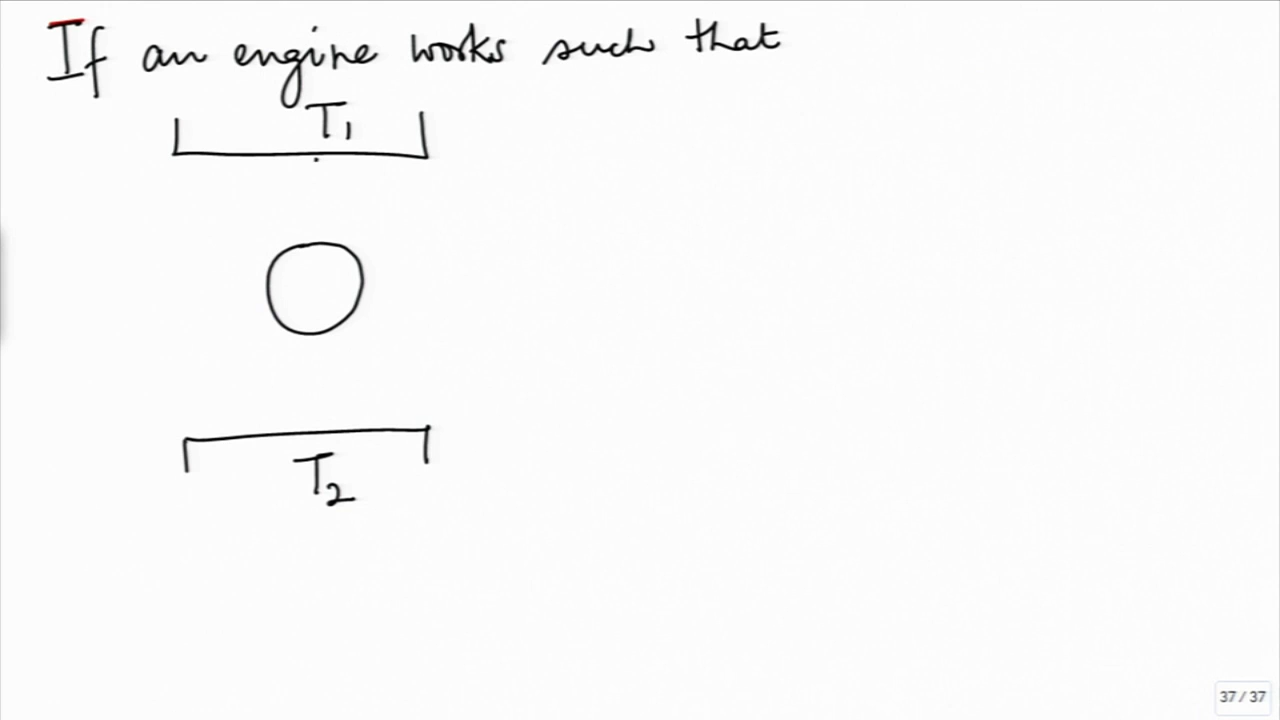 If an engine works such that
T₁
T₂
37 / 37